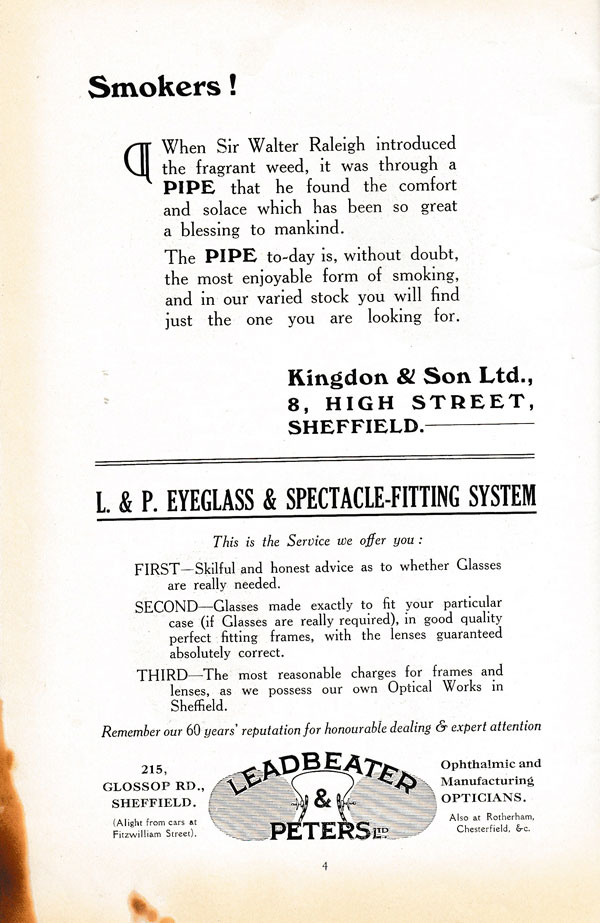 Smokers !
¶ When Sir Walter Raleigh introduced
the fragrant weed, it was through a
PIPE that he found the comfort
and solace which has been so great
a blessing to mankind.
The PIPE to-day is, without doubt,
the most enjoyable form of smoking,
and in our varied stock you will find
just the one you are looking for.
Kingdon & Son Ltd.,
8, HIGH STREET,
SHEFFIELD.
L. & P. EYEGLASS & SPECTACLE-FITTING SYSTEM
This is the Service we offer you :
FIRST—Skilful and honest advice as to whether Glasses
are really needed.
SECOND—Glasses made exactly to fit your particular
case (if Glasses are really required), in good quality
perfect fitting frames, with the lenses guaranteed
absolutely correct.
THIRD—The most reasonable charges for frames and
lenses, as we possess our own Optical Works in
Sheffield.
Remember our 60 years' reputation for honourable dealing & expert attention
215,
GLOSSOP RD.,
SHEFFIELD.
(Alight from cars at
Fitzwilliam Street).
LEADBEATER
&
PETERS LTD.
Ophthalmic and
Manufacturing
OPTICIANS.
Also at Rotherham,
Chesterfield, &c.
4